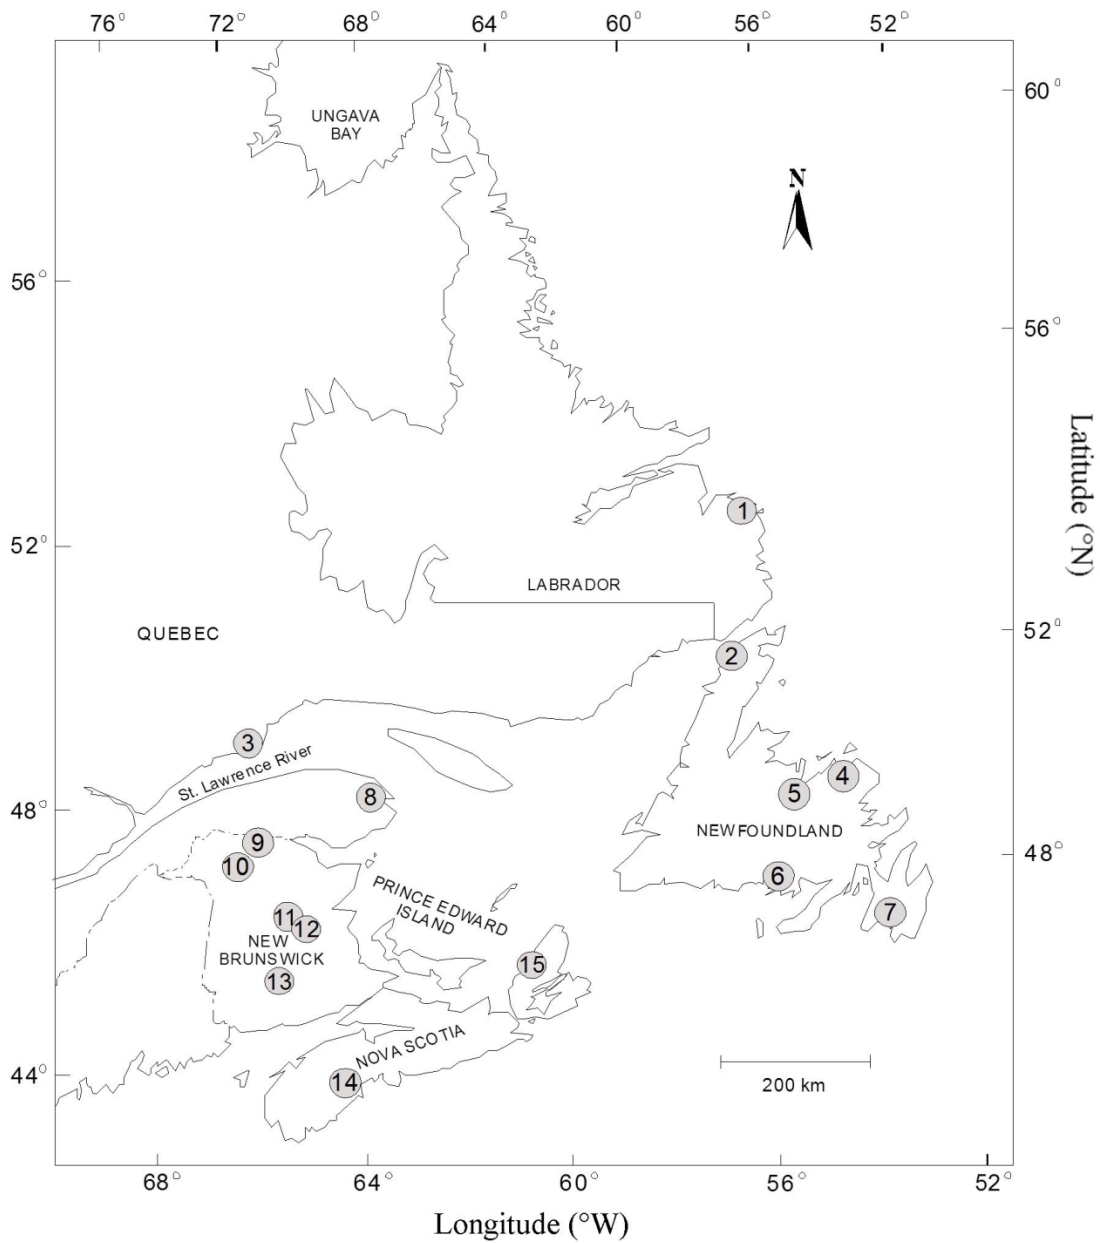 76° 72° 68° 64° 60° 56° 52°
60°
UNGAVA
BAY
N
56°
56°
Latitude (°N)
1
52°
LABRADOR
52°
QUEBEC
2
3
St. Lawrence River
4
5
8
48°
NEWFOUNDLAND
9
48°
10
6
PRINCE EDWARD
ISLAND
7
11
12
NEW
BRUNSWICK
15
13
NOVA SCOTIA
44°
14
200 km
44°
68° 64° 60° 56° 52°
Longitude (°W)